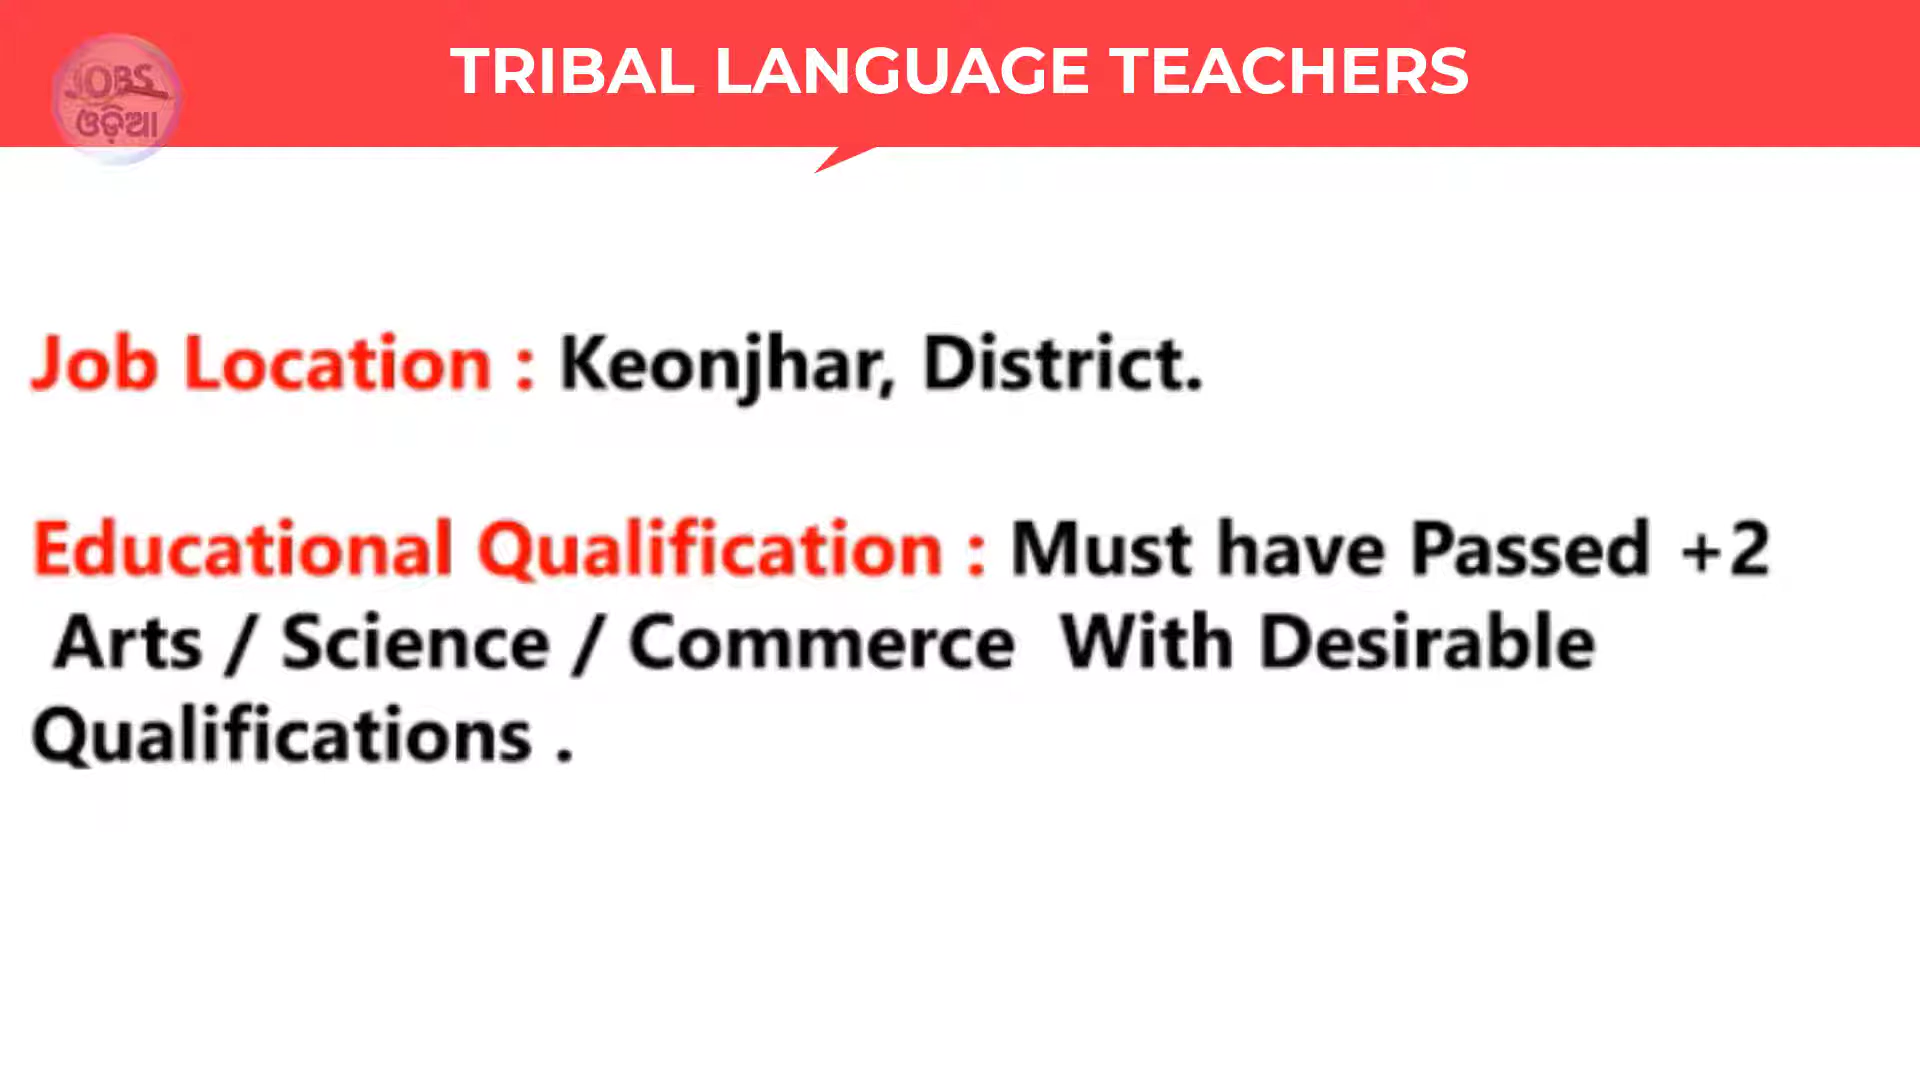 TRIBAL LANGUAGE TEACHERS
JOBS
ଓଡ଼ିଆ
Job Location : Keonjhar, District.
Educational Qualification : Must have Passed +2
Arts / Science / Commerce With Desirable
Qualifications .